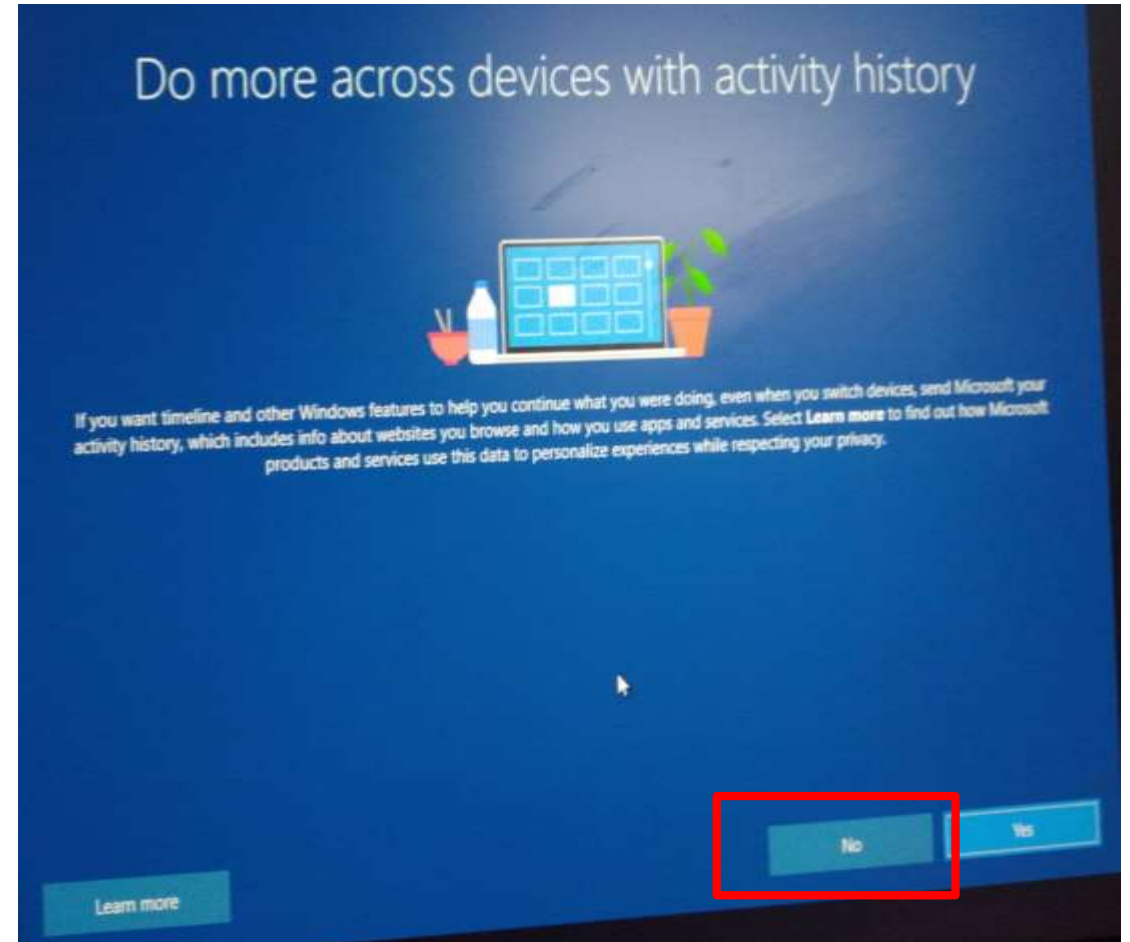 Do more across devices with activity history
If you want timeline and other Windows features to help you continue what you were doing, even when you switch devices, send Microsoft your
activity history, which includes info about websites you browse and how you use apps and services. Select Learn more to find out how Microsoft
products and services use this data to personalize experiences while respecting your privacy.
No
Yes
Learn more